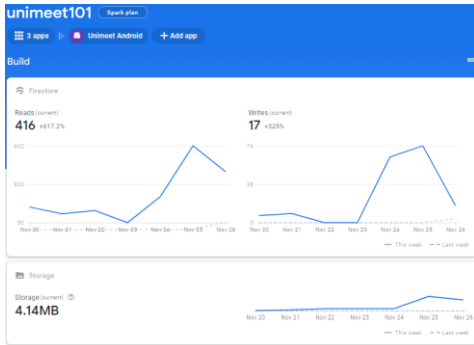 unimeet101 Spark plan
3 apps Unimeet Android + Add app
Build
Firestore
Reads (current)
416 +617.2%
Nov 20 Nov 21 Nov 22 Nov 23 Nov 24 Nov 25 Nov 26
Writes (current)
17 +325%
Nov 20 Nov 21 Nov 22 Nov 23 Nov 24 Nov 25 Nov 26
This week Last week
Storage
Storage (current)
4.14MB
Nov 20 Nov 21 Nov 22 Nov 23 Nov 24 Nov 25 Nov 26
This week Last week